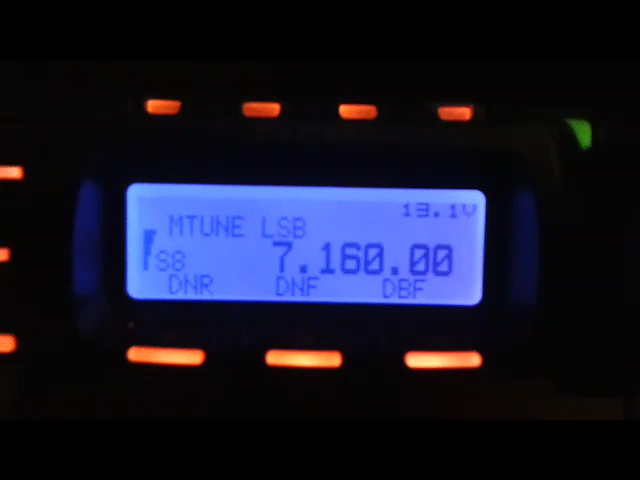 13.1V
MTUNE LSB
S8 7.160.00
DNR DNF DBF